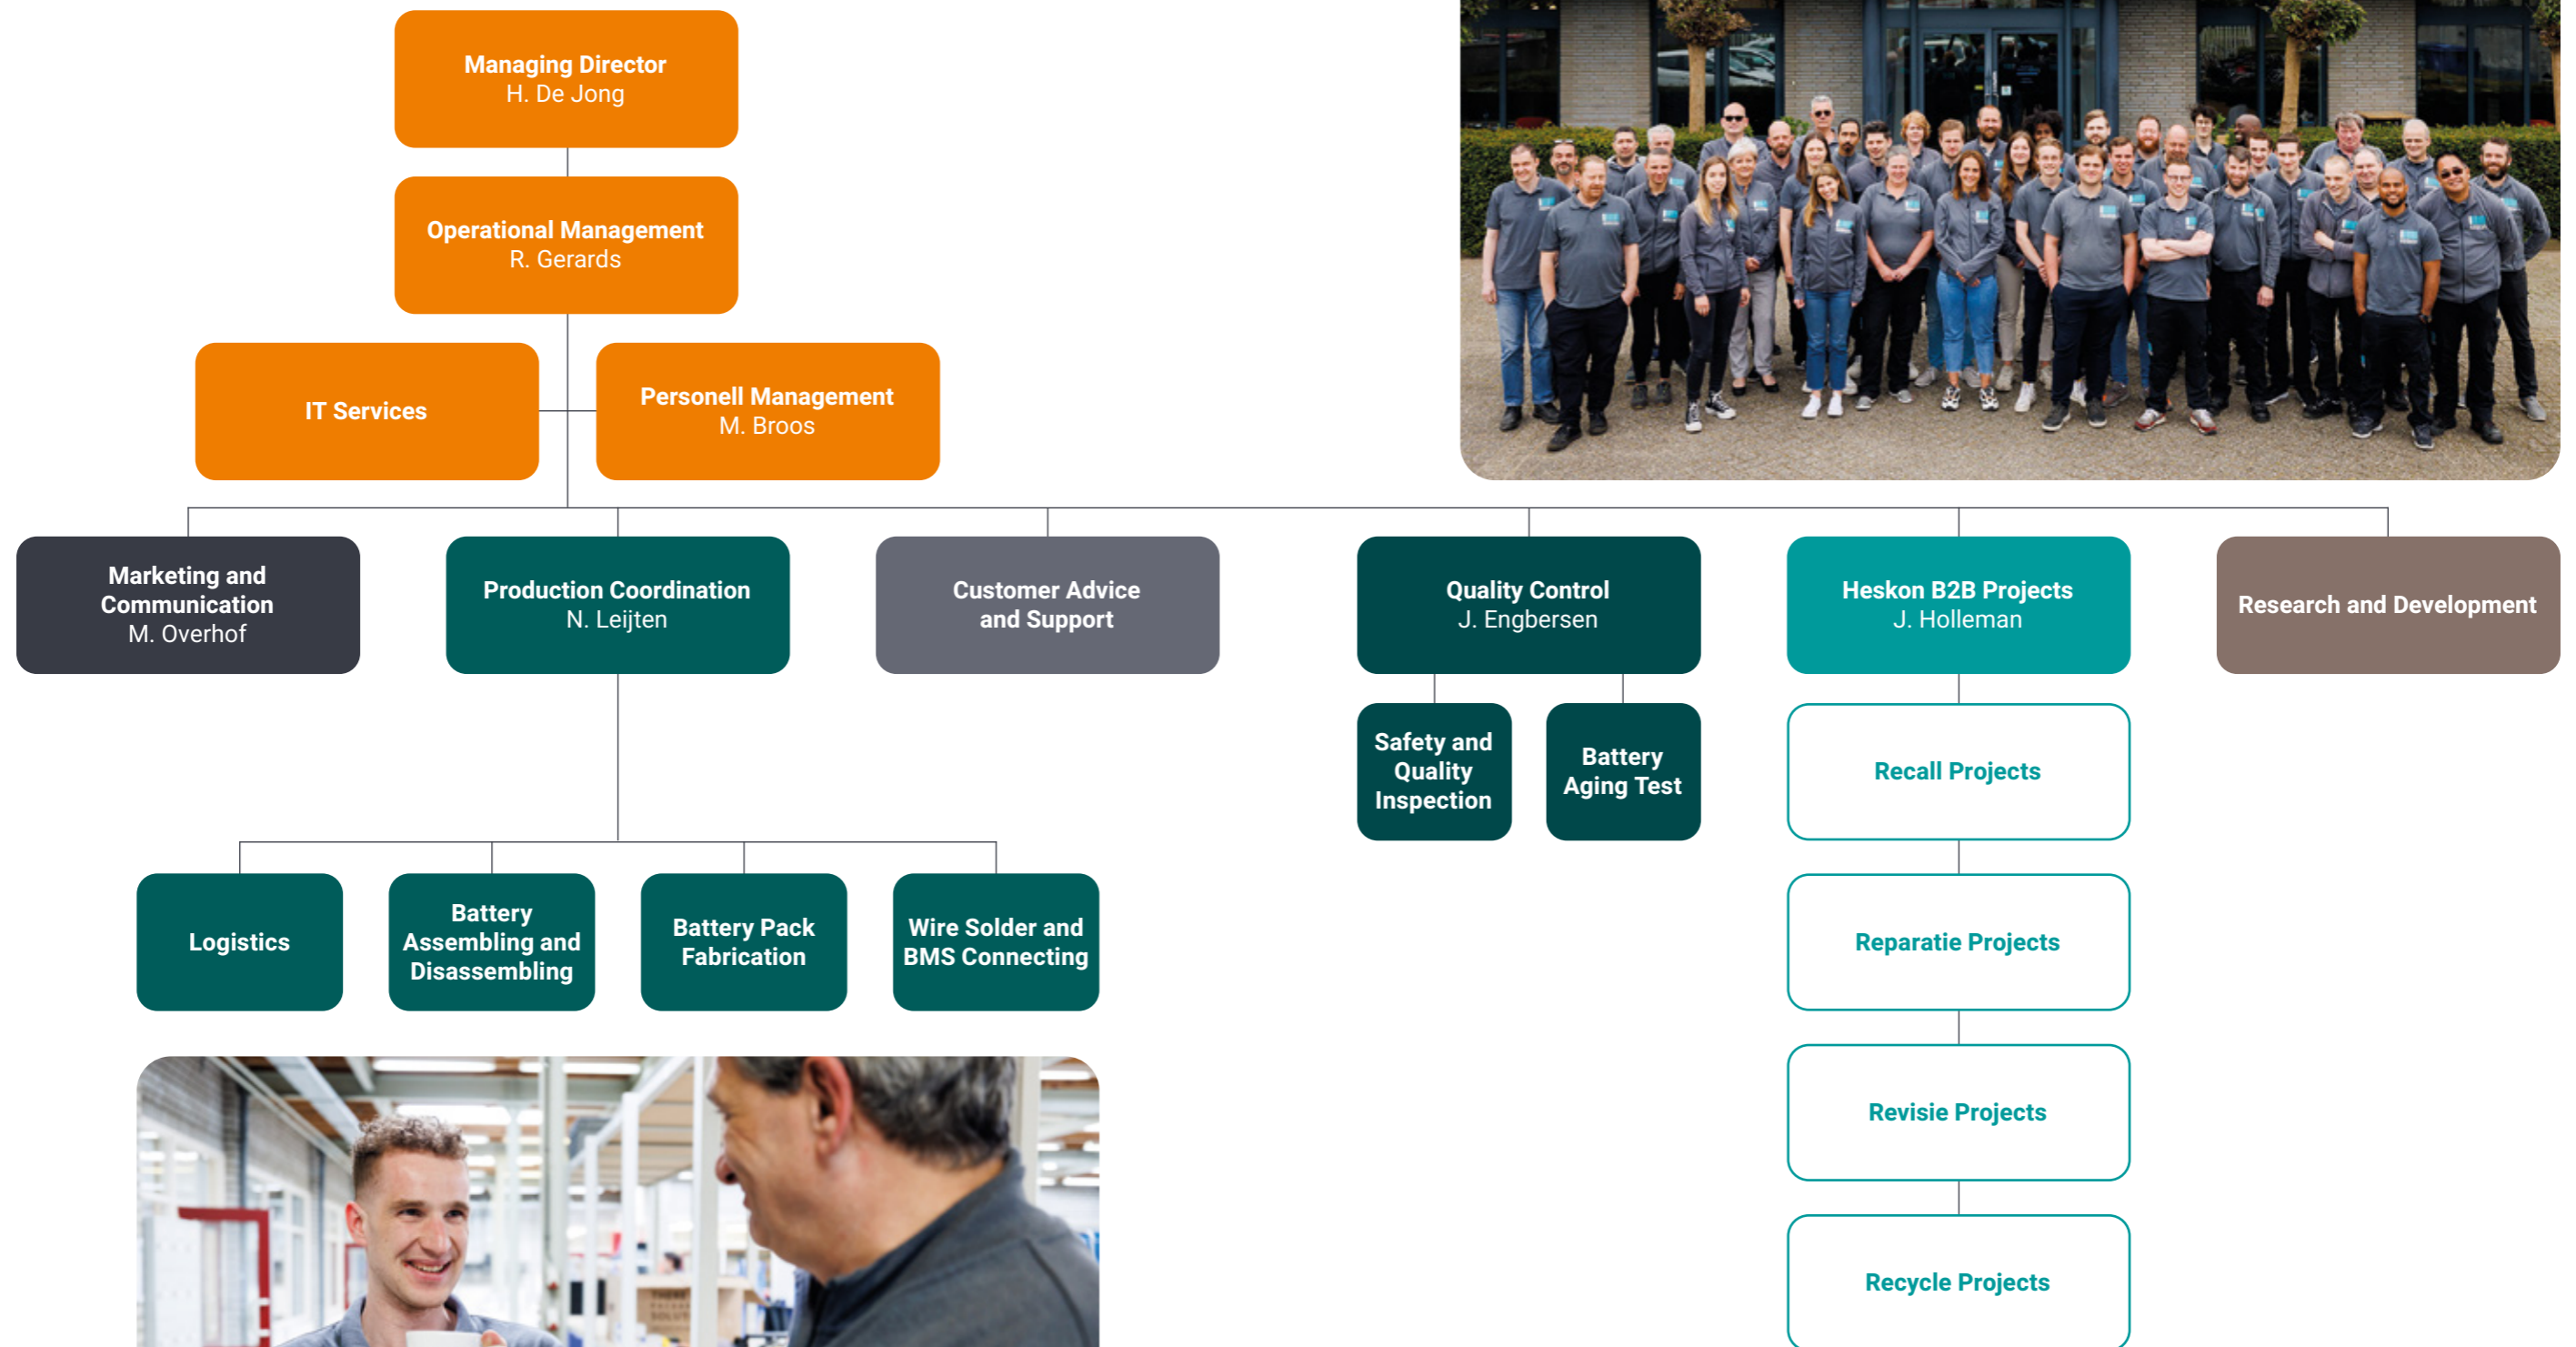 Managing Director
H. De Jong
Operational Management
R. Gerards
IT Services
Personell Management
M. Broos
Marketing and
Communication
M. Overhof
Production Coordination
N. Leijten
Customer Advice
and Support
Quality Control
J. Engbersen
Heskon B2B Projects
J. Holleman
Research and Development
Safety and
Quality
Inspection
Battery
Aging Test
Recall Projects
Logistics
Battery
Assembling and
Disassembling
Battery Pack
Fabrication
Wire Solder and
BMS Connecting
Reparatie Projects
Revisie Projects
Recycle Projects